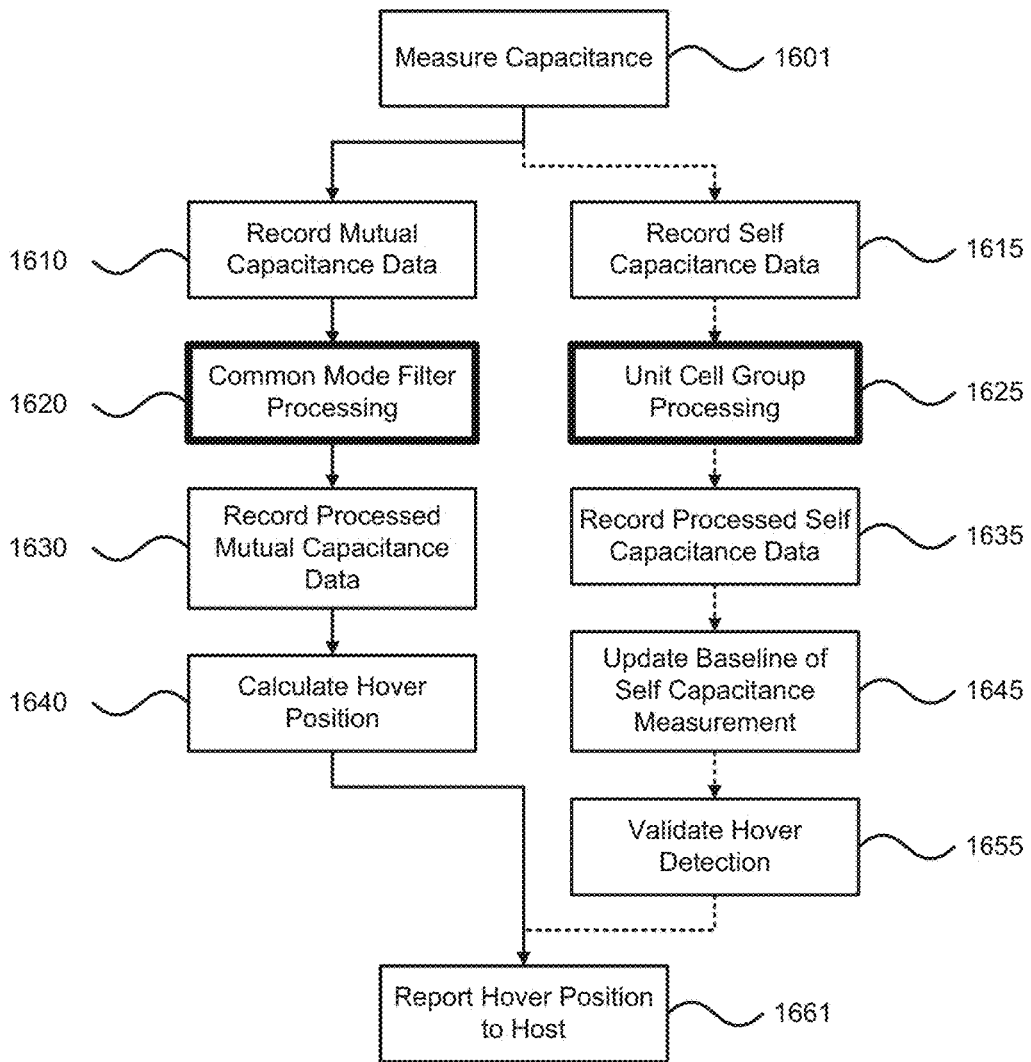 Measure Capacitance
1601
Record Mutual
Capacitance Data
1610
Record Self
Capacitance Data
1615
Common Mode Filter
Processing
1620
Unit Cell Group
Processing
1625
Record Processed
Mutual Capacitance
Data
1630
Record Processed Self
Capacitance Data
1635
Calculate Hover
Position
1640
Update Baseline of
Self Capacitance
Measurement
1645
Validate Hover
Detection
1655
Report Hover Position
to Host
1661